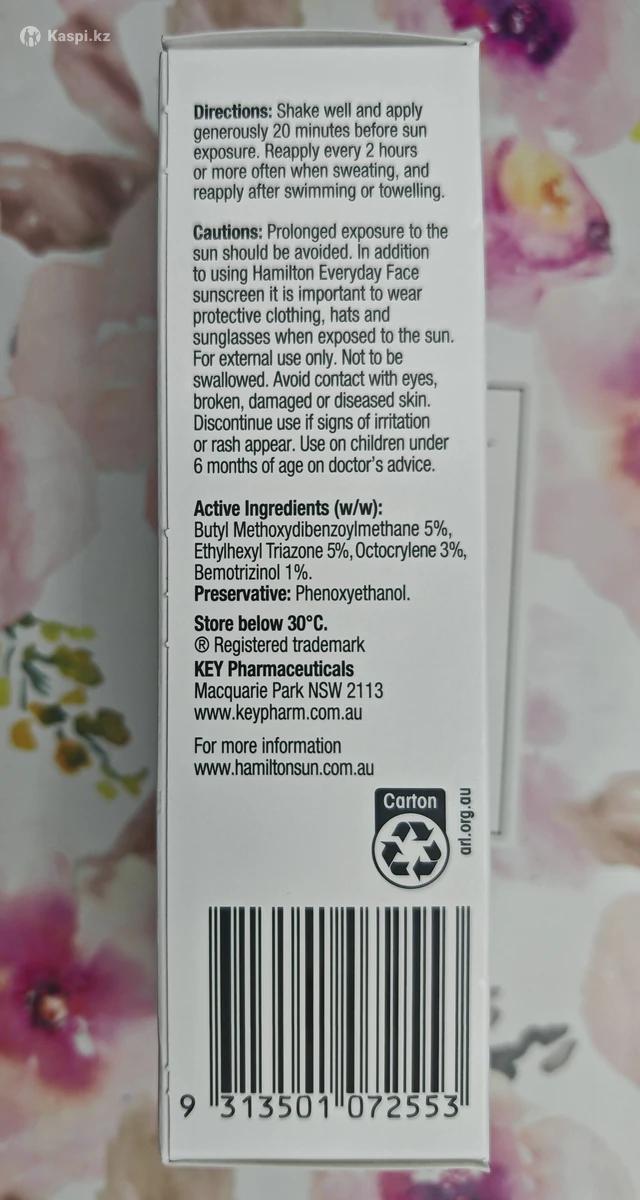 Kaspi.kz
Directions: Shake well and apply
generously 20 minutes before sun
exposure. Reapply every 2 hours
or more often when sweating, and
reapply after swimming or towelling.
Cautions: Prolonged exposure to the
sun should be avoided. In addition
to using Hamilton Everyday Face
sunscreen it is important to wear
protective clothing, hats and
sunglasses when exposed to the sun.
For external use only. Not to be
swallowed. Avoid contact with eyes,
broken, damaged or diseased skin.
Discontinue use if signs of irritation
or rash appear. Use on children under
6 months of age on doctor's advice.
Active Ingredients (w/w):
Butyl Methoxydibenzoylmethane 5%,
Ethylhexyl Triazone 5%, Octocrylene 3%,
Bemotrizinol 1%.
Preservative: Phenoxyethanol.
Store below 30°C.
® Registered trademark
KEY Pharmaceuticals
Macquarie Park NSW 2113
www.keypharm.com.au
For more information
www.hamiltonsun.com.au
Carton
arl.org.au
9 313501 072553